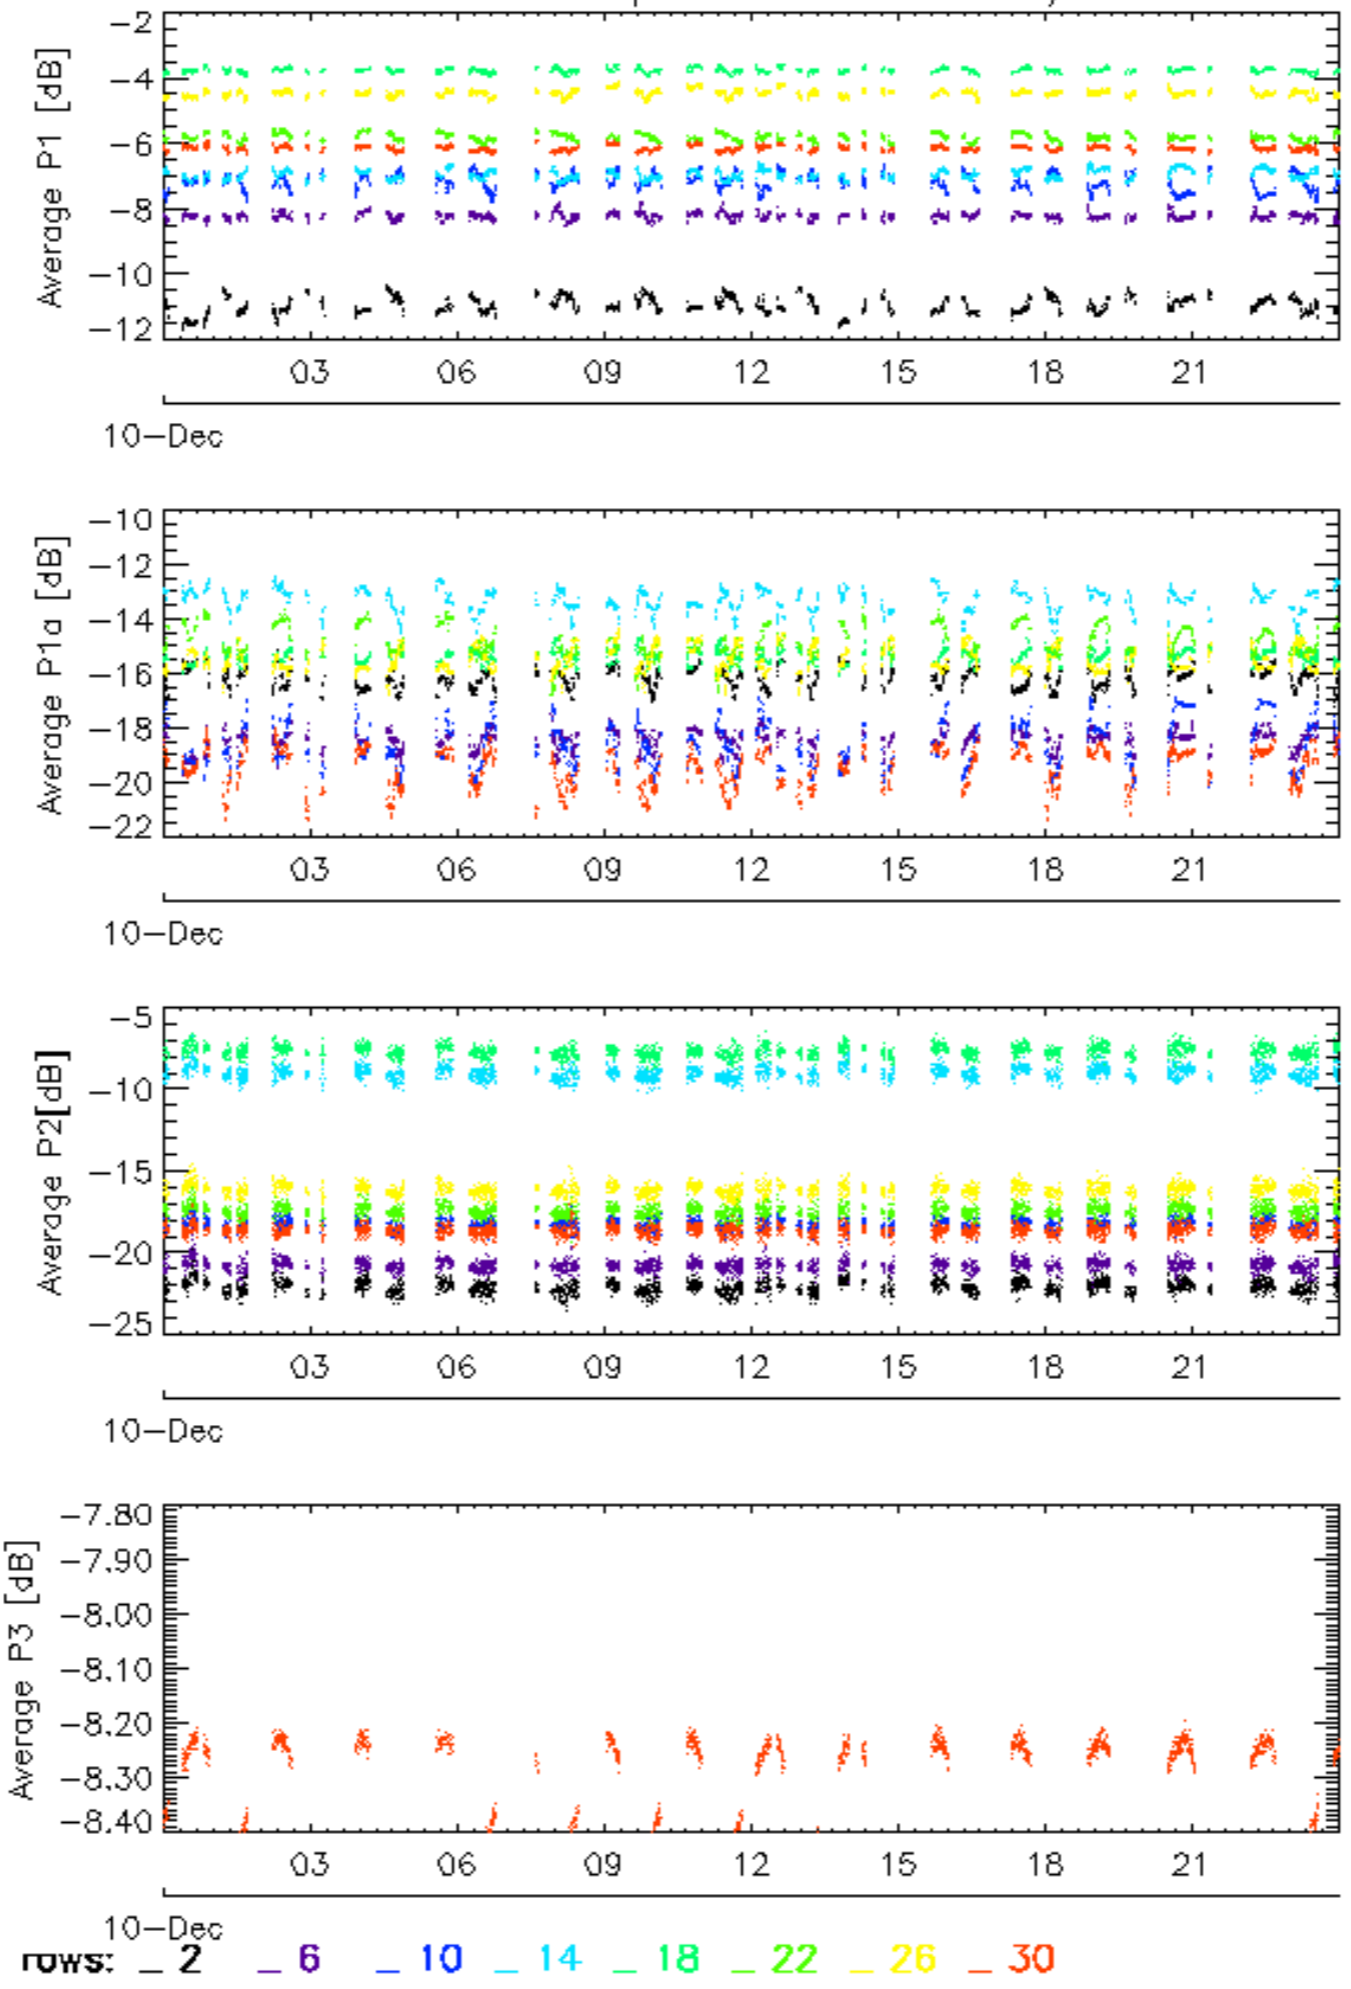 -2
-4
-6
-8
-10
-12
Average P1 [dB]
03 06 09 12 15 18 21
10-Dec
-10
-12
-14
-16
-18
-20
-22
Average P1a [dB]
03 06 09 12 15 18 21
10-Dec
-5
-10
-15
-20
-25
Average P2[dB]
03 06 09 12 15 18 21
10-Dec
-7.80
-7.90
-8.00
-8.10
-8.20
-8.30
-8.40
Average P3 [dB]
03 06 09 12 15 18 21
10-Dec
rows: _ 2 _ 6 _ 10 _ 14 _ 18 _ 22 _ 26 _ 30